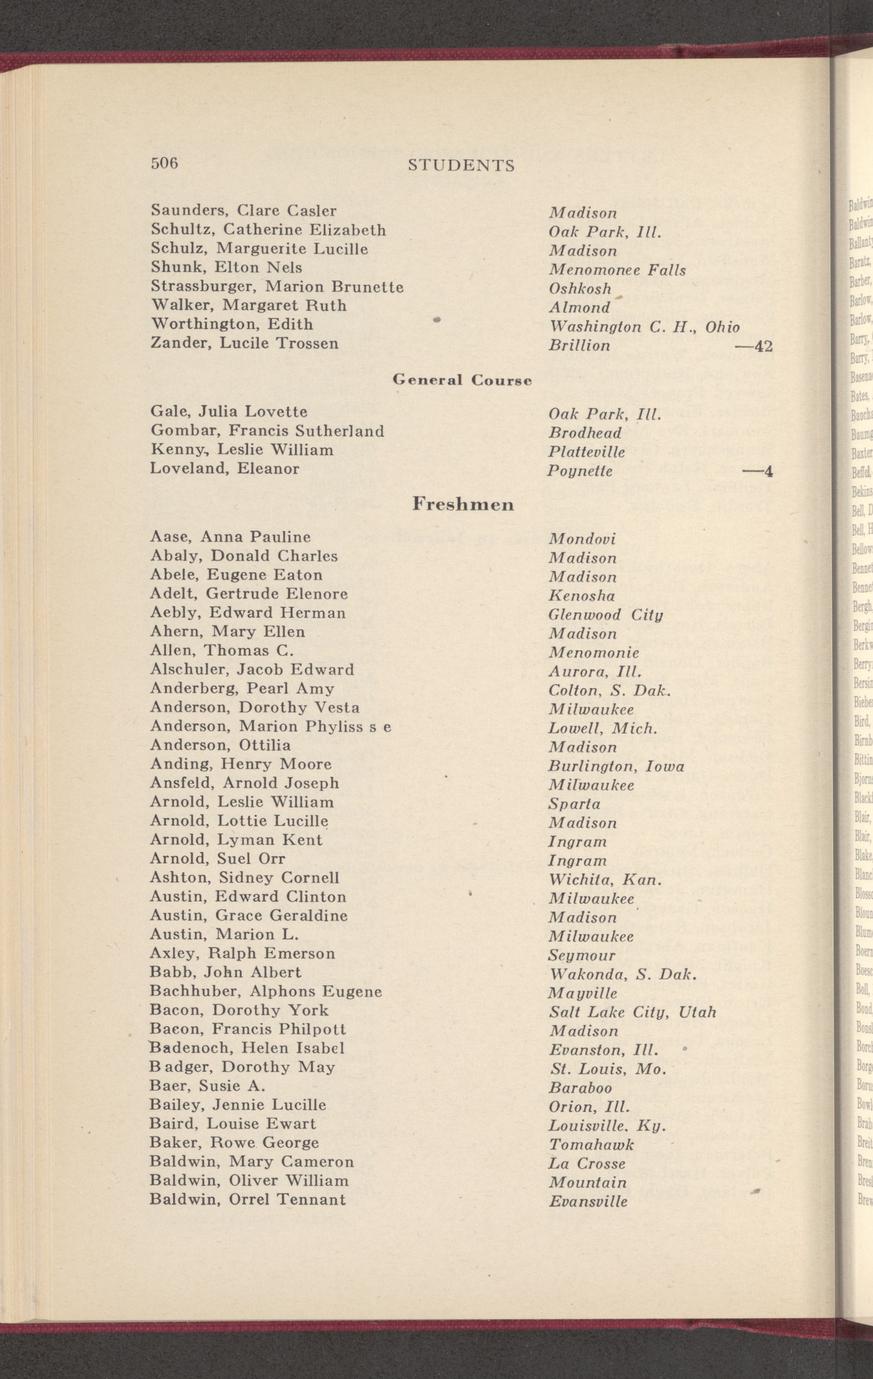 506 STUDENTS
Saunders, Clare Casler Madison
Schultz, Catherine Elizabeth Oak Park, Ill.
Schulz, Marguerite Lucille Madison
Shunk, Elton Nels Menomonee Falls
Strassburger, Marion Brunette Oshkosh
Walker, Margaret Ruth Almond
Worthington, Edith Washington C. H., Ohio
Zander, Lucile Trossen Brillion —42
General Course
Gale, Julia Lovette Oak Park, Ill.
Gombar, Francis Sutherland Brodhead
Kenny, Leslie William Platteville
Loveland, Eleanor Poynette —4
Freshmen
Aase, Anna Pauline Mondovi
Abaly, Donald Charles Madison
Abele, Eugene Eaton Madison
Adelt, Gertrude Elenore Kenosha
Aebly, Edward Herman Glenwood City
Ahern, Mary Ellen Madison
Allen, Thomas C. Menomonie
Alschuler, Jacob Edward Aurora, Ill.
Anderberg, Pearl Amy Colton, S. Dak.
Anderson, Dorothy Vesta Milwaukee
Anderson, Marion Phyliss s e Lowell, Mich.
Anderson, Ottilia Madison
Anding, Henry Moore Burlington, Iowa
Ansfeld, Arnold Joseph Milwaukee
Arnold, Leslie William Sparta
Arnold, Lottie Lucille Madison
Arnold, Lyman Kent Ingram
Arnold, Suel Orr Ingram
Ashton, Sidney Cornell Wichita, Kan.
Austin, Edward Clinton Milwaukee
Austin, Grace Geraldine Madison
Austin, Marion L. Milwaukee
Axley, Ralph Emerson Seymour
Babb, John Albert Wakonda, S. Dak.
Bachhuber, Alphons Eugene Mayville
Bacon, Dorothy York Salt Lake City, Utah
Bacon, Francis Philpott Madison
Badenoch, Helen Isabel Evanston, Ill.
Badger, Dorothy May St. Louis, Mo.
Baer, Susie A. Baraboo
Bailey, Jennie Lucille Orion, Ill.
Baird, Louise Ewart Louisville, Ky.
Baker, Rowe George Tomahawk
Baldwin, Mary Cameron La Crosse
Baldwin, Oliver William Mountain
Baldwin, Orrel Tennant Evansville